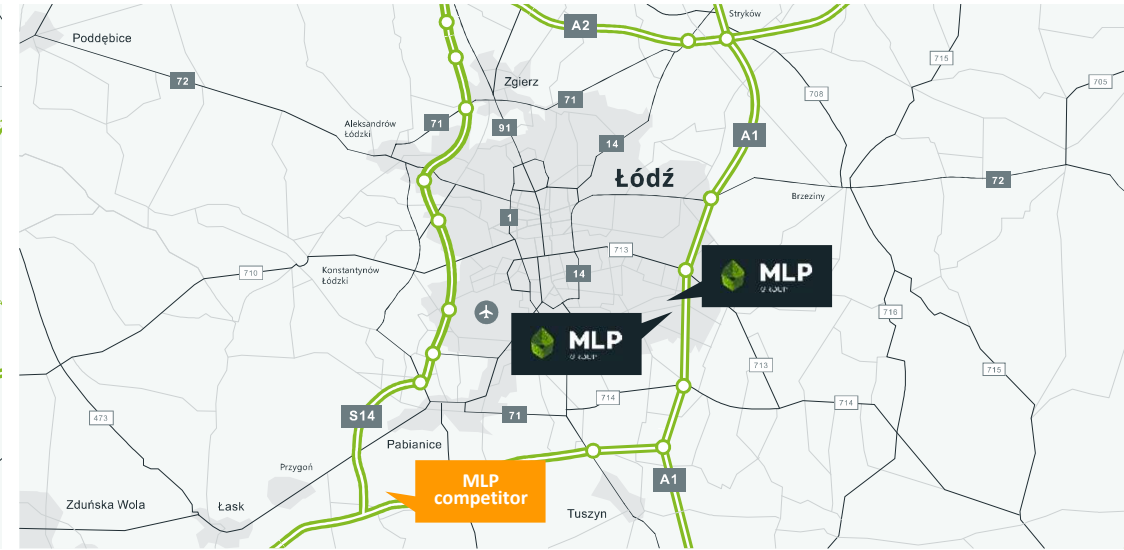 Stryków
A2
Poddębice
715
72
Zgierz
705
708
71
Aleksandrów
Łódzki
71
91
A1
14
Łódź
72
Brzeziny
1
713
710
Konstantynów
Łódzki
14
MLP
GROUP
716
MLP
GROUP
713
715
714
714
473
S14
71
Pabianice
Przygoń
MLP
competitor
A1
Zduńska Wola
Łask
Tuszyn